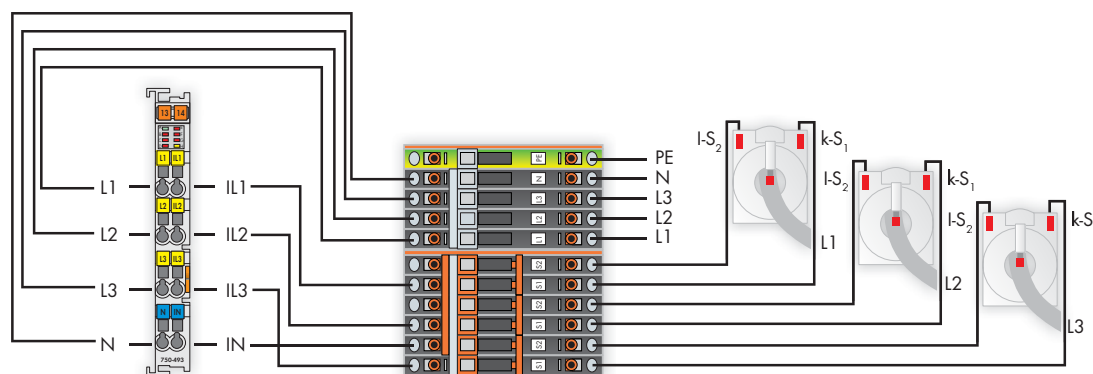 13 14
L1 IL1
L2 IL2
L3 IL3
N IN
750-493
L1 IL1
L2 IL2
L3 IL3
N IN
PE
N
L3
L2
L1
S2
S1
S2
S1
S2
S1
PE
N
L3
L2
L1
l-S₂ k-S₁
L1
l-S₂ k-S₁
L2
l-S₂ k-S
L3